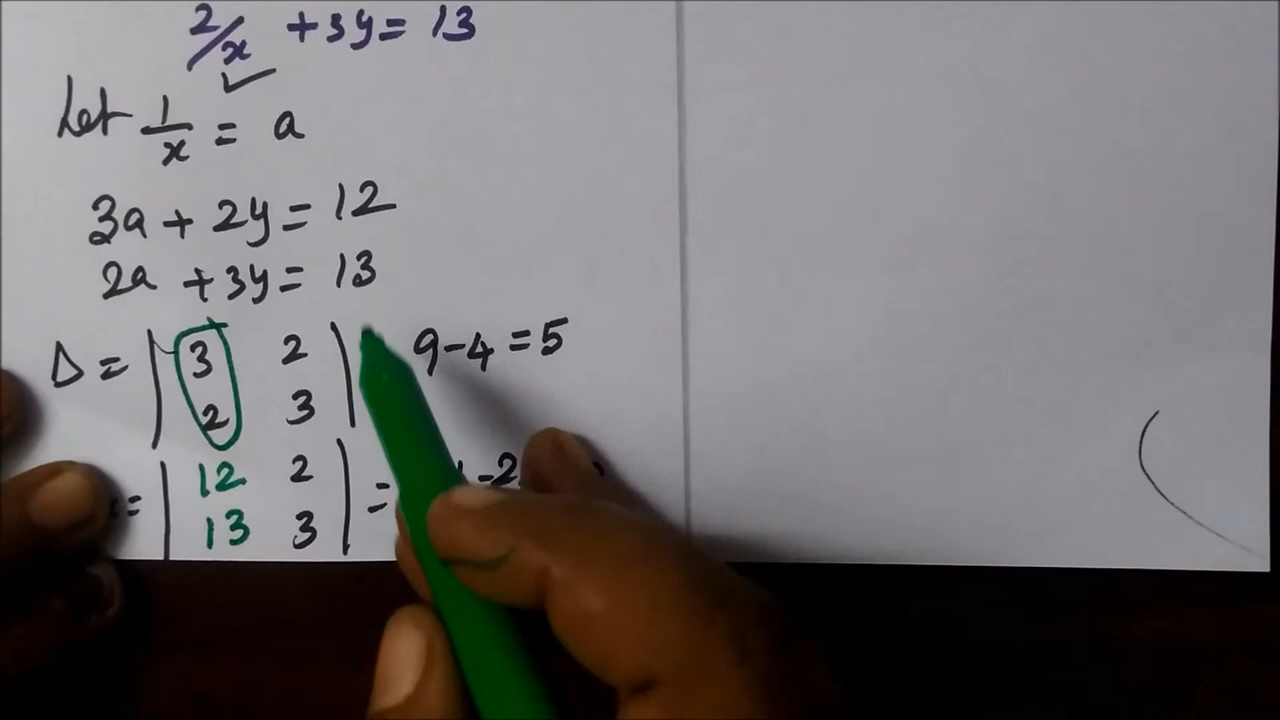 2/x + 3y = 13
Let 1/x = a
3a + 2y = 12
2a + 3y = 13
Δ = | 3 2 | 9-4 = 5
| 2 3 |
= | 12 2 | = -2
| 13 3 |